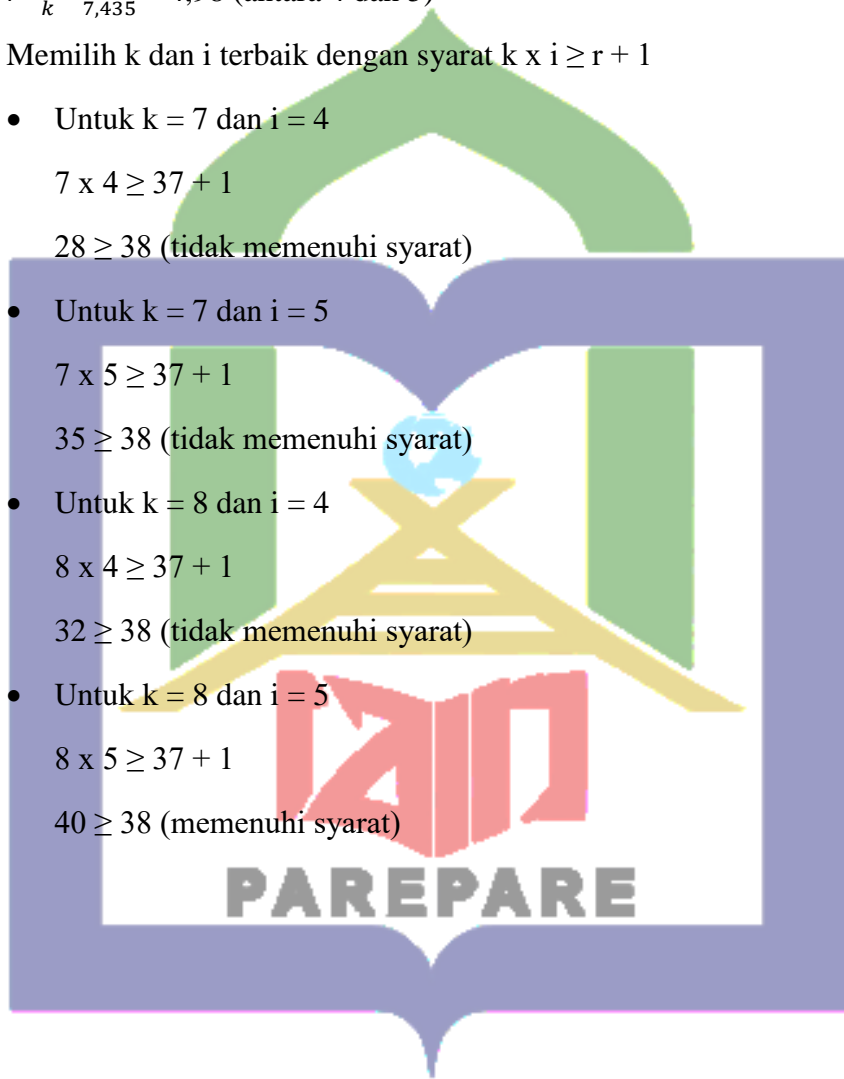 k 7,435
Memilih k dan i terbaik dengan syarat k x i ≥ r + 1
• Untuk k = 7 dan i = 4
7 x 4 ≥ 37 + 1
28 ≥ 38 (tidak memenuhi syarat)
• Untuk k = 7 dan i = 5
7 x 5 ≥ 37 + 1
35 ≥ 38 (tidak memenuhi syarat)
• Untuk k = 8 dan i = 4
8 x 4 ≥ 37 + 1
32 ≥ 38 (tidak memenuhi syarat)
• Untuk k = 8 dan i = 5
8 x 5 ≥ 37 + 1
40 ≥ 38 (memenuhi syarat)
IAIN
PAREPARE